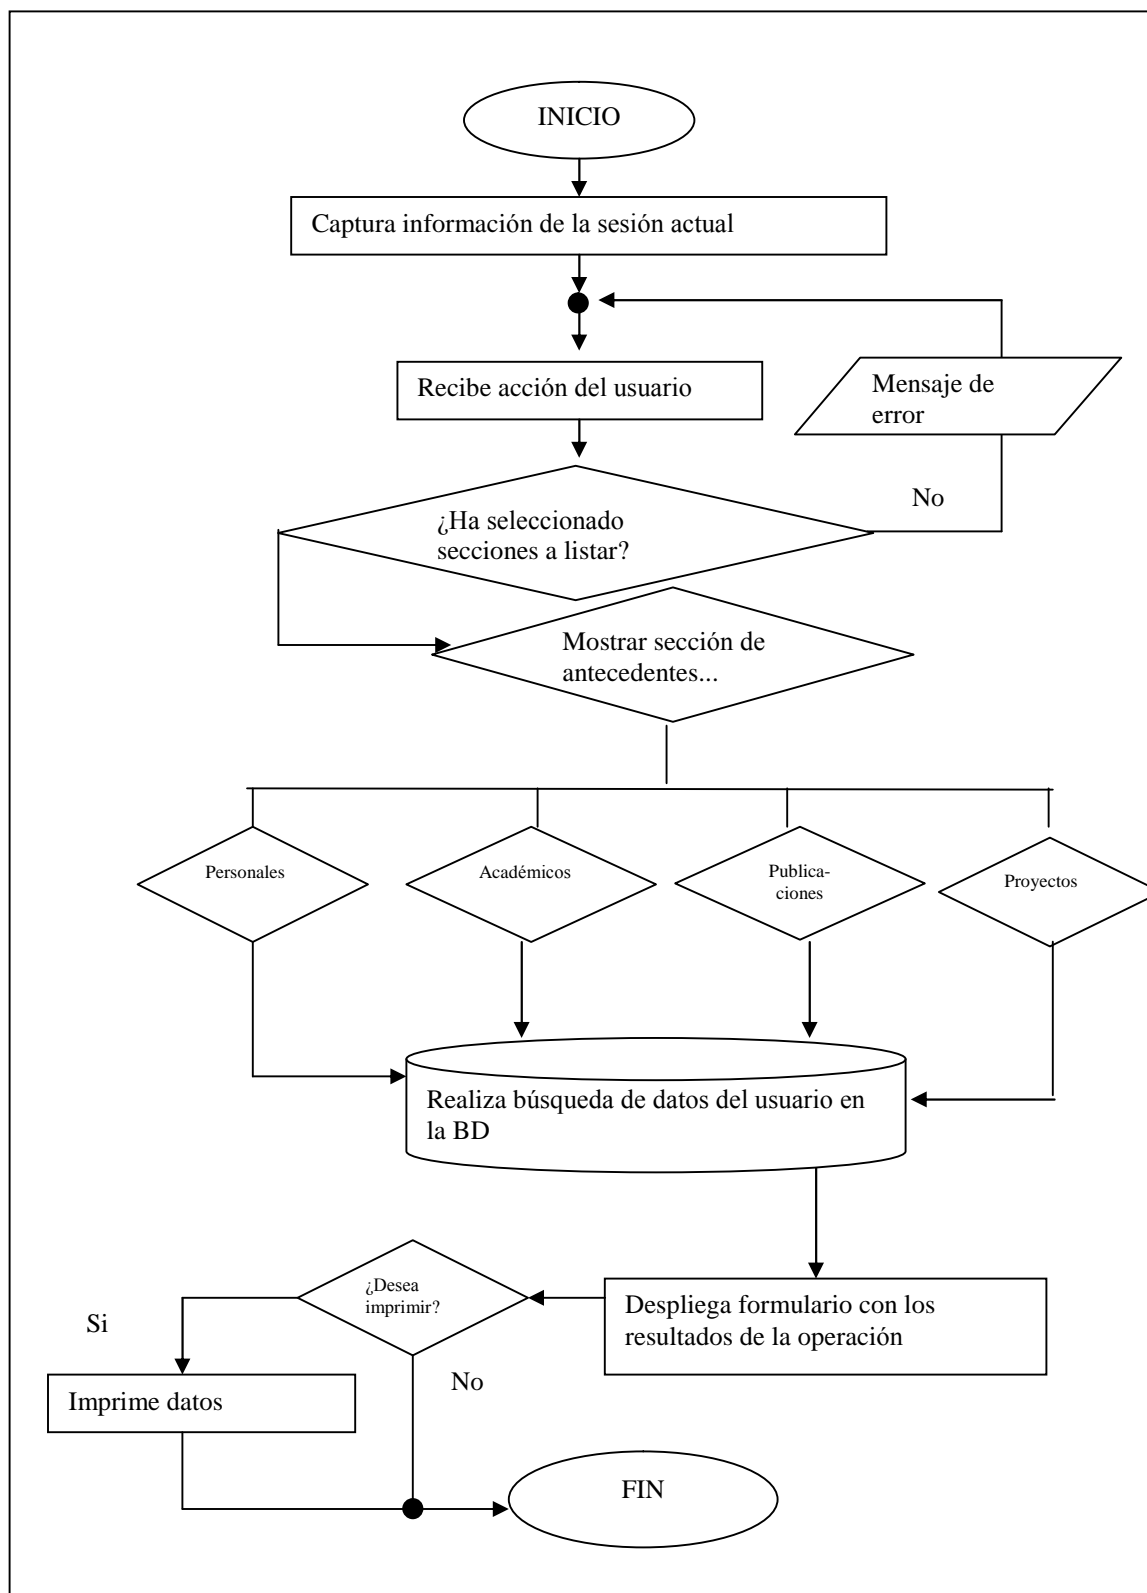 INICIO
Captura información de la sesión actual
Recibe acción del usuario
Mensaje de
error
No
¿Ha seleccionado
secciones a listar?
Mostrar sección de
antecedentes...
Personales
Académicos
Publica-
ciones
Proyectos
Realiza búsqueda de datos del usuario en
la BD
¿Desea
imprimir?
Despliega formulario con los
resultados de la operación
Si
No
Imprime datos
FIN